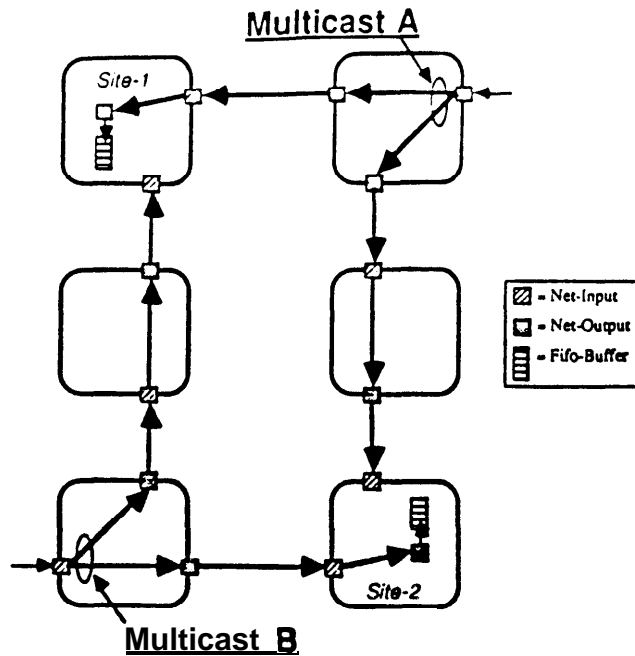 Multicast A
Site-1
= Net-Input
= Net-Output
= Fifo-Buffer
Site-2
Multicast B